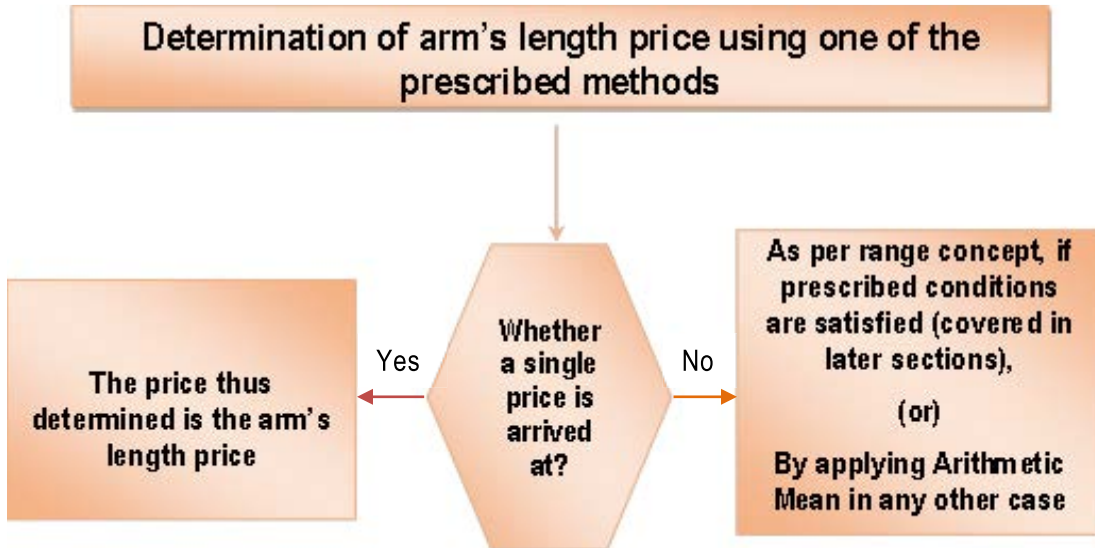 Determination of arm's length price using one of the
prescribed methods
The price thus
determined is the arm's
length price
Yes
Whether
a single
price is
arrived
at?
No
As per range concept, if
prescribed conditions
are satisfied (covered in
later sections),
(or)
By applying Arithmetic
Mean in any other case